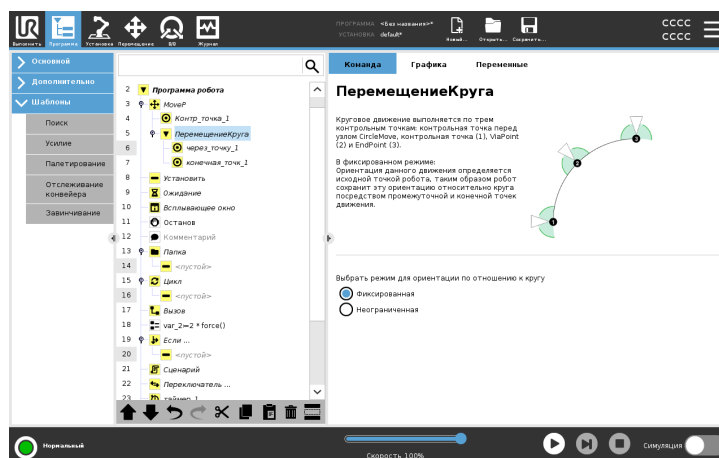 ПРОГРАММА <Без названия>*
УСТАНОВКА default*
Выполнить Программа Установка Перемещение В/В Журнал
Новый... Открыть... Сохранить...
CCCC
CCCC
Основной
Дополнительно
Шаблоны
Поиск
Усилие
Палетирование
Отслеживание
конвейера
Завинчивание
2 Программа робота
3 MoveP
4 Контр_точка_1
5 ПеремещениеКруга
6 через_точку_1
7 конечная_точк_1
8 Установить
9 Ожидание
10 Всплывающее окно
11 Останов
12 Комментарий
13 Папка
14 <пустой>
15 Цикл
16 <пустой>
17 Вызов
18 var_2≔2 * force()
19 Если ...
20 <пустой>
21 Сценарий
22 Переключатель ...
23 таймер_1
Команда Графика Переменные
ПеремещениеКруга
Круговое движение выполняется по трем
контрольным точкам: контрольная точка перед
узлом CircleMove, контрольная точка (1), ViaPoint
(2) и EndPoint (3).
В фиксированном режиме:
Ориентация данного движения определяется
исходной точкой робота, таким образом робот
сохранит эту ориентацию относительно круга
посредством промежуточной и конечной точек
движения.
3
2
1
Выбрать режим для ориентации по отношению к кругу
Фиксированная
Неограниченная
Нормальный
Скорость 100%
Симуляция